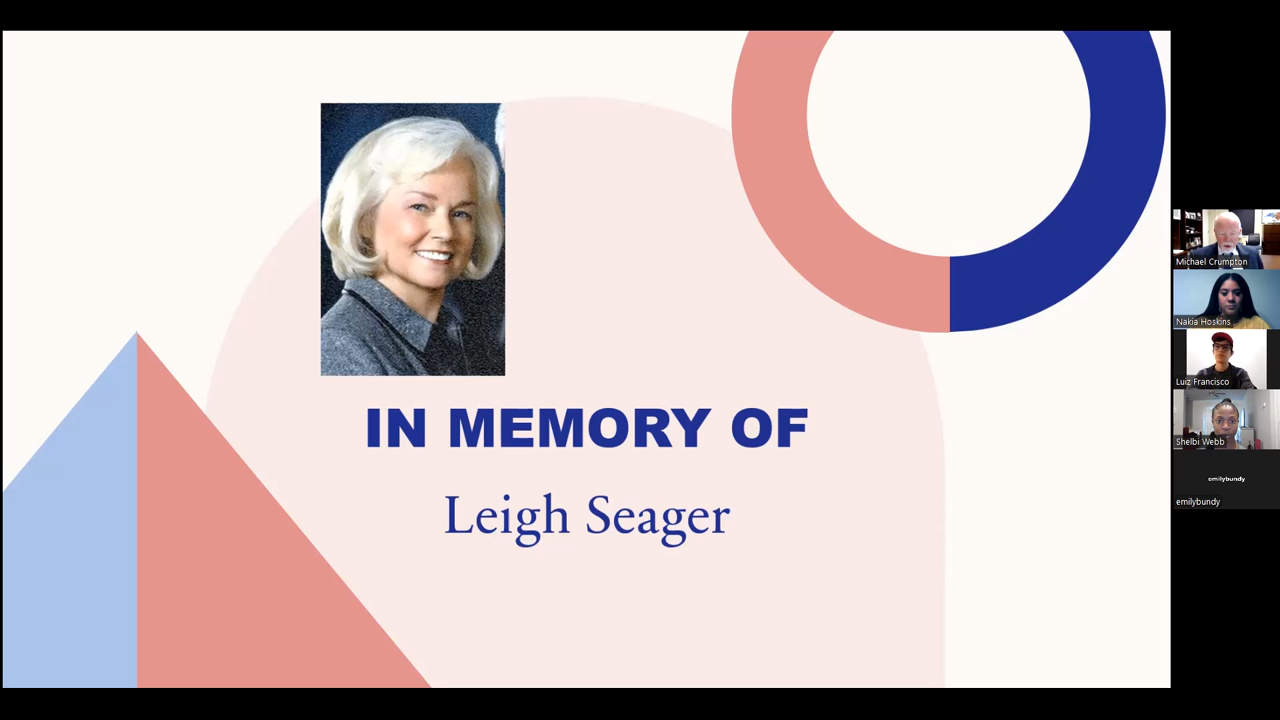 IN MEMORY OF
Leigh Seager
Michael Crumpton
Nakia Hoskins
Luiz Francisco
Shelbi Webb
emilybundy
emilybundy